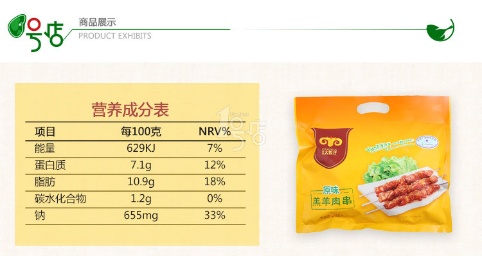 1号店
商品展示
PRODUCT EXHIBITS
营养成分表
项目 每100克 NRV%
能量 629KJ 7%
蛋白质 7.1g 12%
脂肪 10.9g 18%
碳水化合物 1.2g 0%
钠 655mg 33%
原味
羔羊肉串